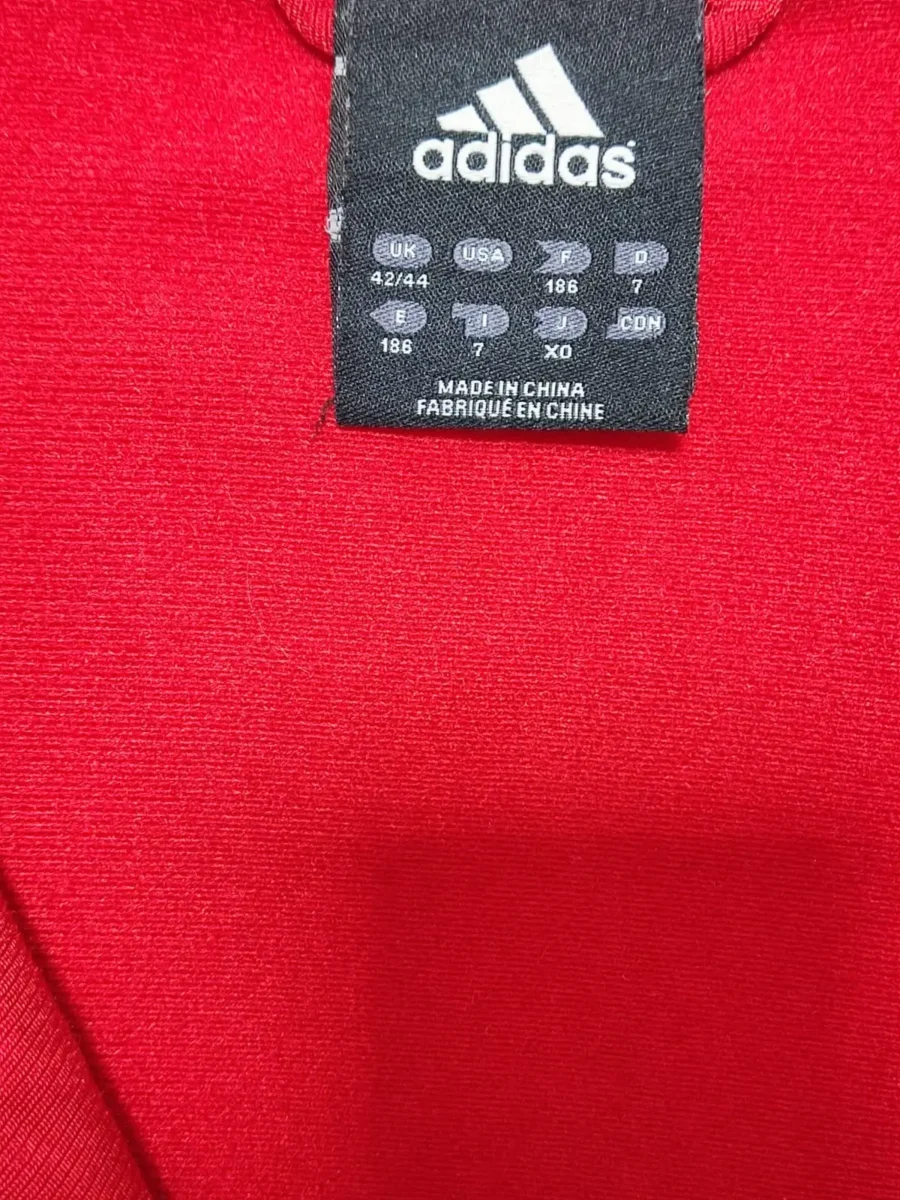 adidas
UK USA F D
42/44 186 7
E I J CDN
186 7 XO
MADE IN CHINA
FABRIQUÉ EN CHINE